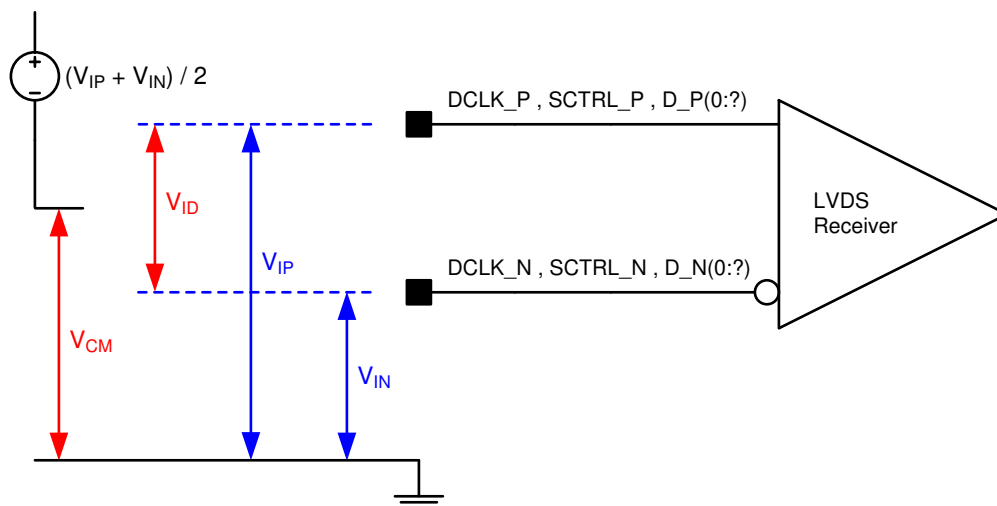 (VIP + VIN) / 2
DCLK_P , SCTRL_P , D_P(0:?)
VID
LVDS
Receiver
VIP
DCLK_N , SCTRL_N , D_N(0:?)
VCM
VIN